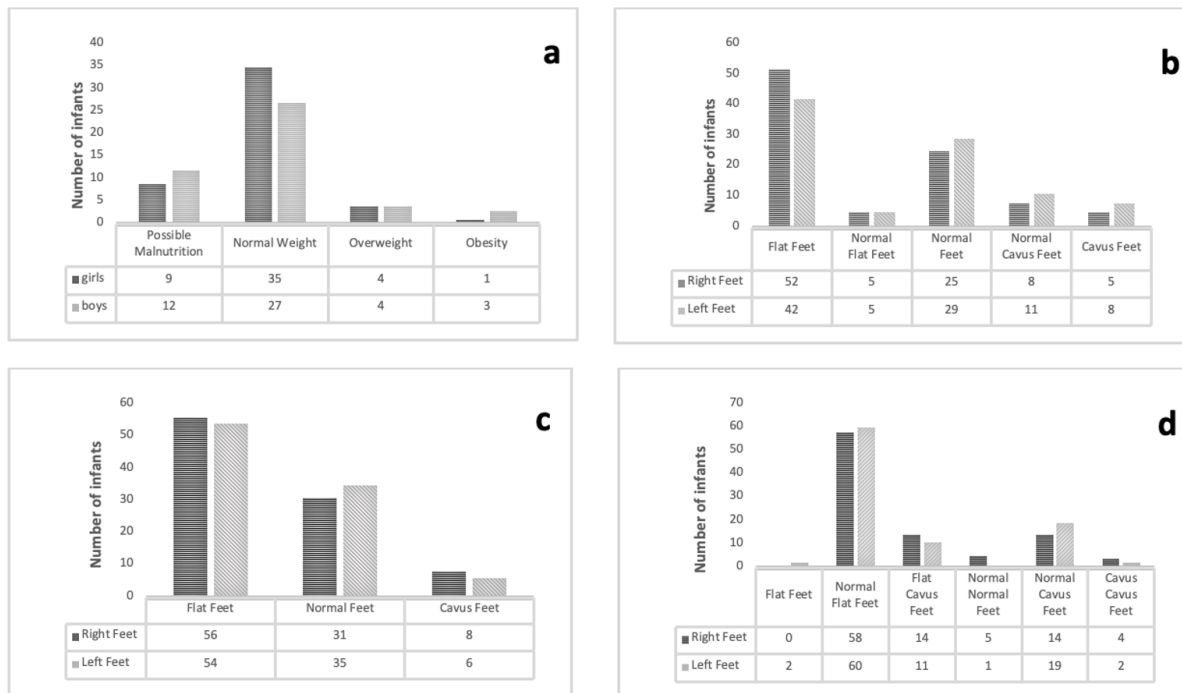 a
Number of infants
40
35
30
25
20
15
10
5
0
Possible Malnutrition Normal Weight Overweight Obesity
girls 9 35 4 1
boys 12 27 4 3
b
Number of infants
60
50
40
30
20
10
0
Flat Feet Normal Flat Feet Normal Feet Normal Cavus Feet Cavus Feet
Right Feet 52 5 25 8 5
Left Feet 42 5 29 11 8
c
Number of infants
60
50
40
30
20
10
0
Flat Feet Normal Feet Cavus Feet
Right Feet 56 31 8
Left Feet 54 35 6
d
Number of infants
70
60
50
40
30
20
10
0
Flat Feet Normal Flat Feet Flat Cavus Feet Normal Normal Feet Normal Cavus Feet Cavus Cavus Feet
Right Feet 0 58 14 5 14 4
Left Feet 2 60 11 1 19 2